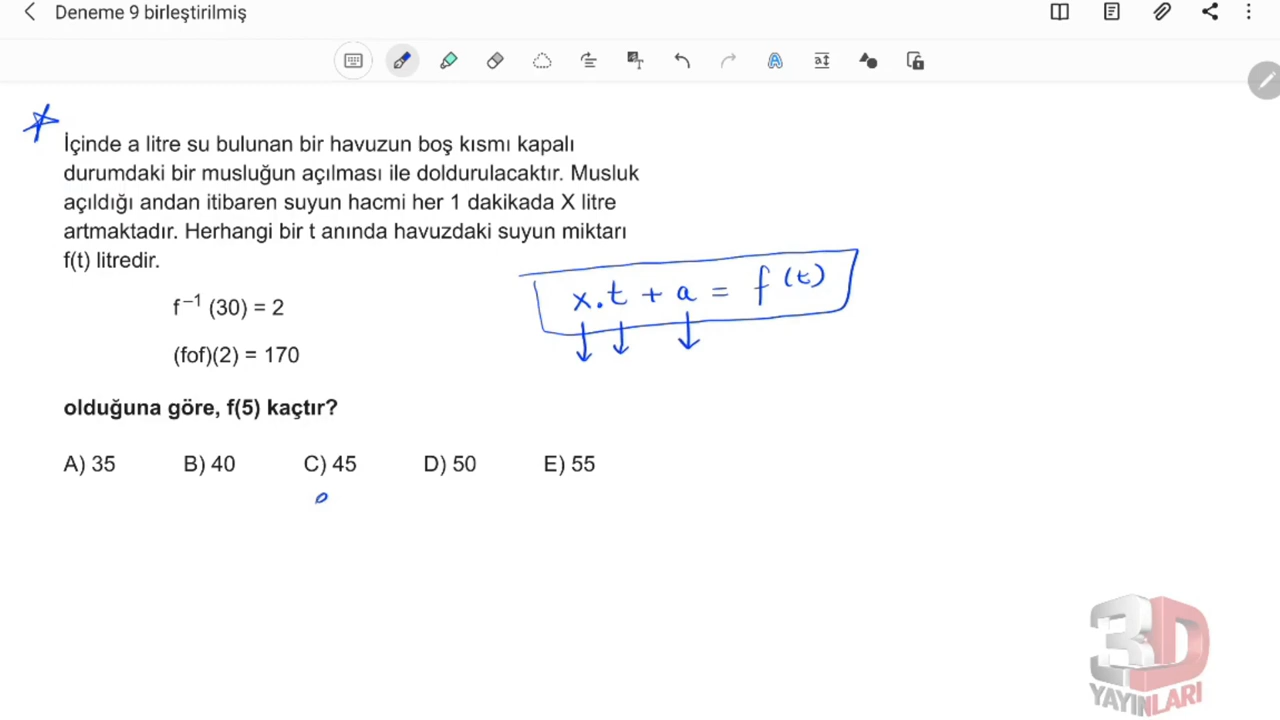 Deneme 9 birleştirilmiş
İçinde a litre su bulunan bir havuzun boş kısmı kapalı
durumdaki bir musluğun açılması ile doldurulacaktır. Musluk
açıldığı andan itibaren suyun hacmi her 1 dakikada X litre
artmaktadır. Herhangi bir t anında havuzdaki suyun miktarı
f(t) litredir.
x.t + a = f(t)
f⁻¹ (30) = 2
(fof)(2) = 170
olduğuna göre, f(5) kaçtır?
A) 35 B) 40 C) 45 D) 50 E) 55
3D
YAYINLARI